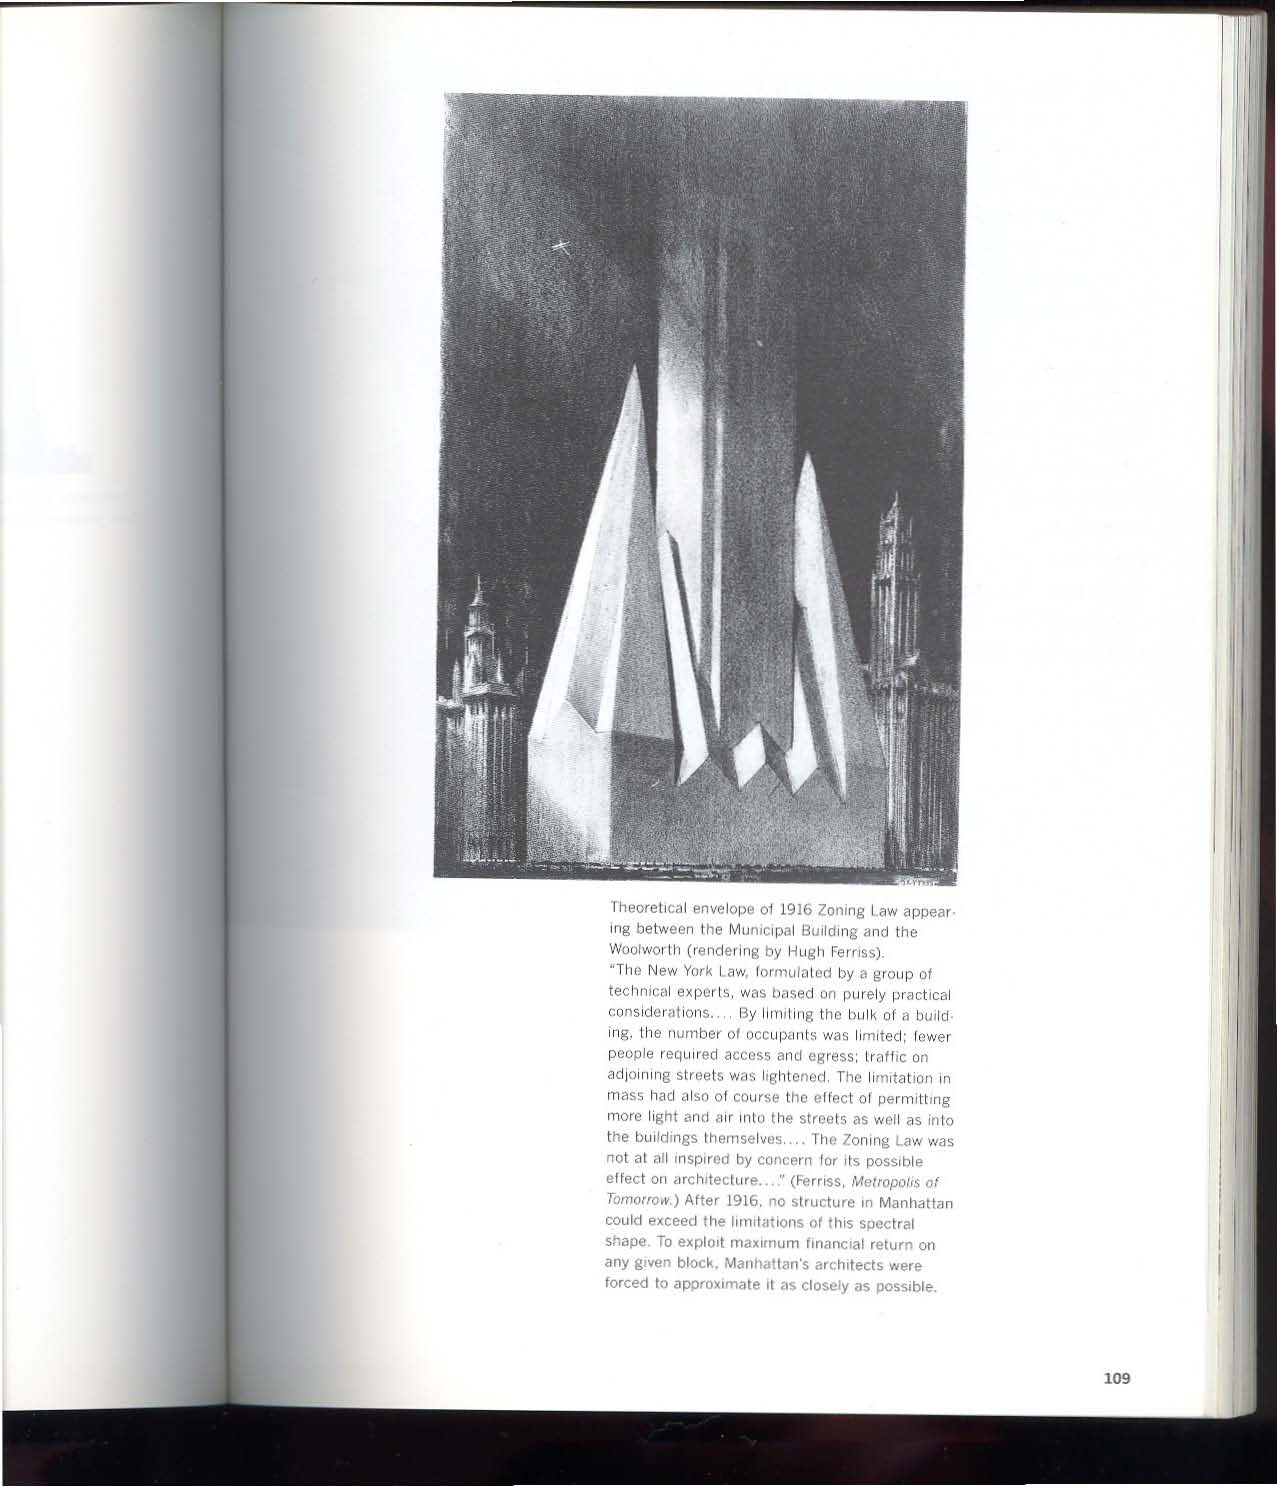 Theoretical envelope of 1916 Zoning Law appear-
ing between the Municipal Building and the
Woolworth (rendering by Hugh Ferriss).
“The New York Law, formulated by a group of
technical experts, was based on purely practical
considerations.... By limiting the bulk of a build-
ing, the number of occupants was limited; fewer
people required access and egress; traffic on
adjoining streets was lightened. The limitation in
mass had also of course the effect of permitting
more light and air into the streets as well as into
the buildings themselves.... The Zoning Law was
not at all inspired by concern for its possible
effect on architecture....” (Ferriss, Metropolis of
Tomorrow.) After 1916, no structure in Manhattan
could exceed the limitations of this spectral
shape. To exploit maximum financial return on
any given block, Manhattan's architects were
forced to approximate it as closely as possible.
109